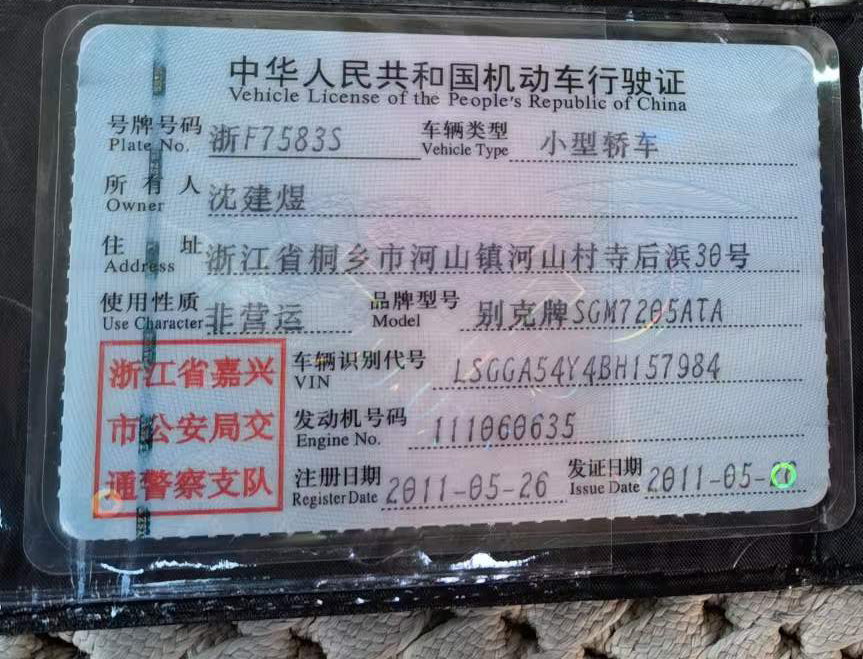 中华人民共和国机动车行驶证
Vehicle License of the People's Republic of China
号牌号码 浙F7583S 车辆类型 小型轿车
Plate No. Vehicle Type
所有人 沈建煜
Owner
住址 浙江省桐乡市河山镇河山村寺后浜30号
Address
使用性质 非营运 品牌型号 别克牌SGM7205ATA
Use Character Model
浙江省嘉兴
市公安局交
通警察支队
车辆识别代号 LSGGA54Y4BH157984
VIN
发动机号码 111060635
Engine No.
注册日期 2011-05-26 发证日期 2011-05-26
Register Date Issue Date